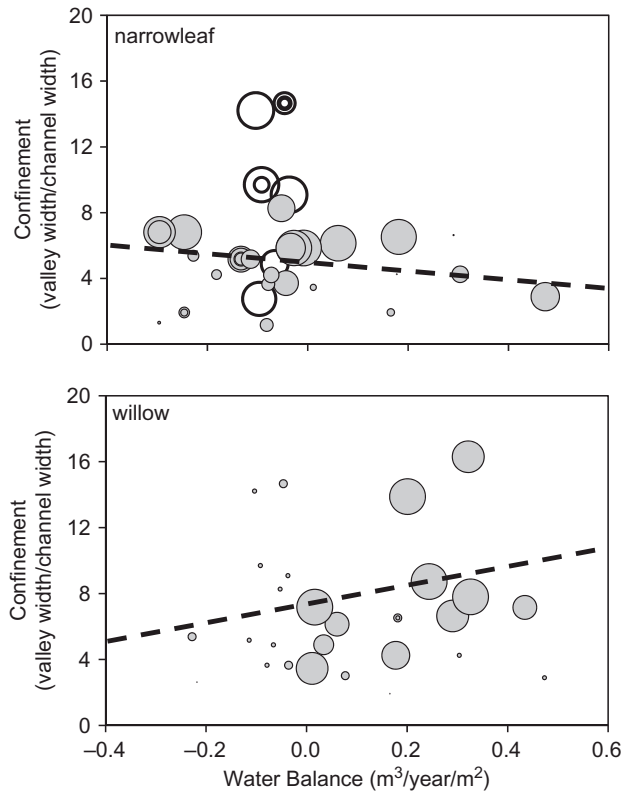 20
narrowleaf
16
12
8
4
0
Confinement
(valley width/channel width)
20
willow
16
12
8
4
0
Confinement
(valley width/channel width)
–0.4 –0.2 0.0 0.2 0.4 0.6
Water Balance (m³/year/m²)